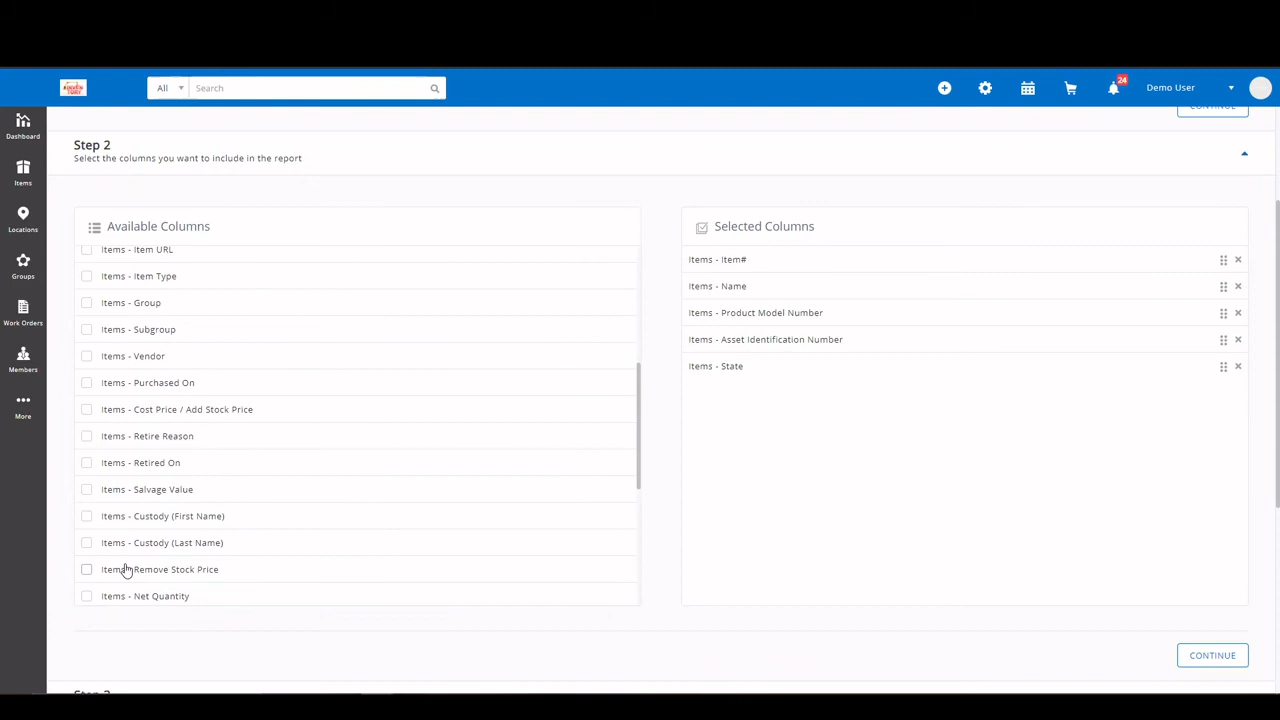 All
Search
24
Demo User
CONTINUE
Dashboard
Items
Locations
Groups
Work Orders
Members
More
Step 2
Select the columns you want to include in the report
Available Columns
Items - Item URL
Items - Item Type
Items - Group
Items - Subgroup
Items - Vendor
Items - Purchased On
Items - Cost Price / Add Stock Price
Items - Retire Reason
Items - Retired On
Items - Salvage Value
Items - Custody (First Name)
Items - Custody (Last Name)
Items - Remove Stock Price
Items - Net Quantity
Selected Columns
Items - Item#
Items - Name
Items - Product Model Number
Items - Asset Identification Number
Items - State
CONTINUE